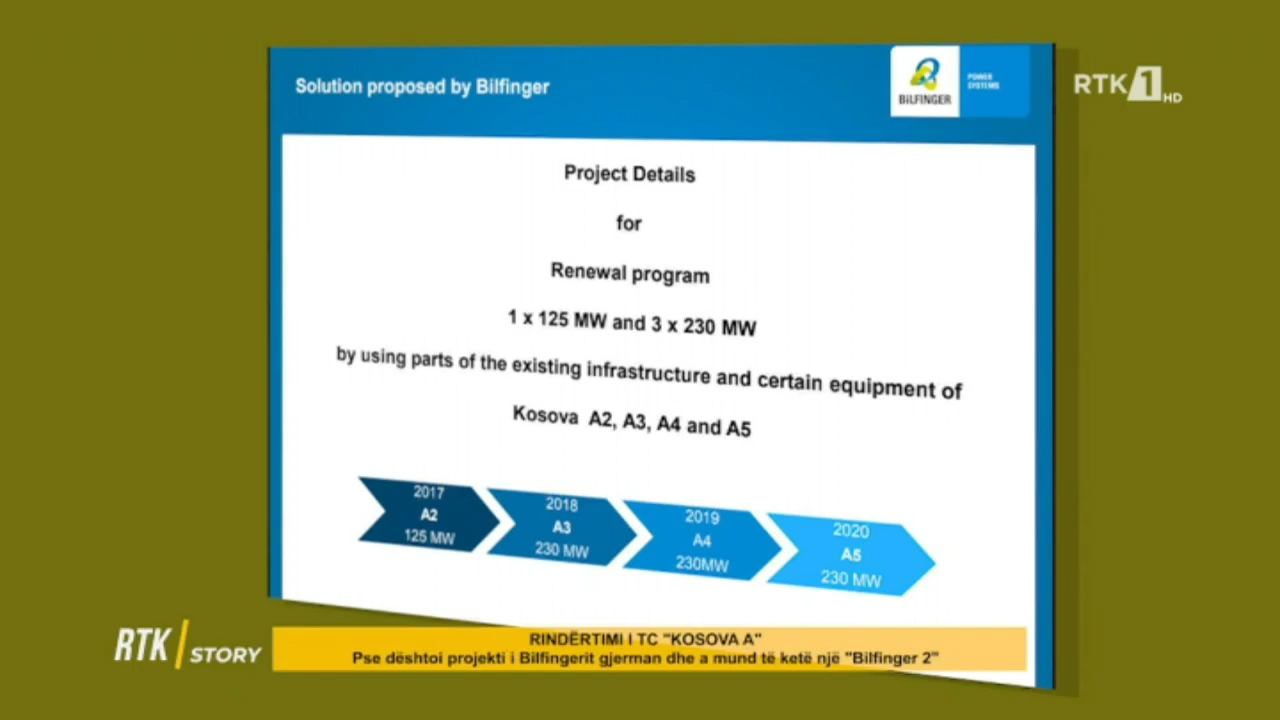 Solution proposed by Bilfinger
BILFINGER
POWER
SYSTEMS
RTK 1 HD
Project Details
for
Renewal program
1 x 125 MW and 3 x 230 MW
by using parts of the existing infrastructure and certain equipment of
Kosova A2, A3, A4 and A5
2017
A2
125 MW
2018
A3
230 MW
2019
A4
230MW
2020
A5
230 MW
RTK / STORY
RINDËRTIMI I TC "KOSOVA A"
Pse dështoi projekti i Bilfingerit gjerman dhe a mund të ketë një "Bilfinger 2"